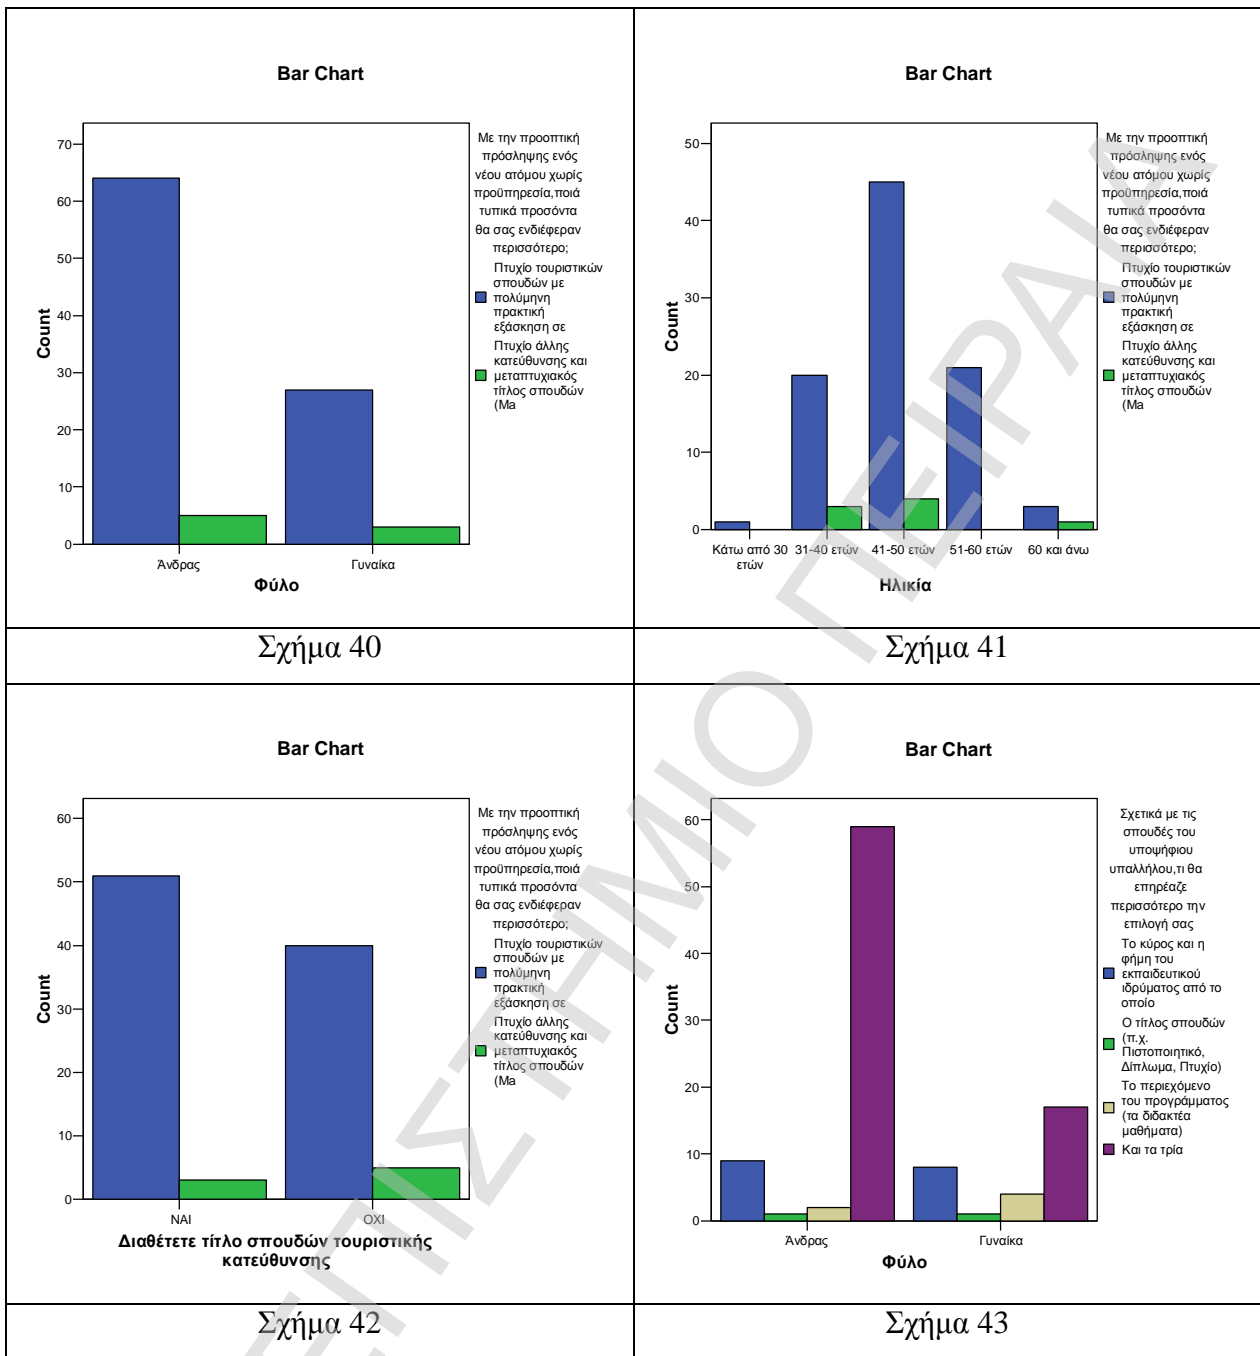 Bar Chart
Count
70
60
50
40
30
20
10
0
Άνδρας
Γυναίκα
Φύλο
Με την προοπτική
πρόσληψης ενός
νέου ατόμου χωρίς
προϋπηρεσία,ποιά
τυπικά προσόντα
θα σας ενδιέφεραν
περισσότερο;
Πτυχίο τουριστικών
σπουδών με
πολύμηνη
πρακτική
εξάσκηση σε
Πτυχίο άλλης
κατεύθυνσης και
μεταπτυχιακός
τίτλος σπουδών
(Μα
Σχήμα 40
Bar Chart
Count
50
40
30
20
10
0
Κάτω από 30
ετών
31-40 ετών
41-50 ετών
51-60 ετών
60 και άνω
Ηλικία
Με την προοπτική
πρόσληψης ενός
νέου ατόμου χωρίς
προϋπηρεσία,ποιά
τυπικά προσόντα
θα σας ενδιέφεραν
περισσότερο;
Πτυχίο τουριστικών
σπουδών με
πολύμηνη
πρακτική
εξάσκηση σε
Πτυχίο άλλης
κατεύθυνσης και
μεταπτυχιακός
τίτλος σπουδών
(Μα
Σχήμα 41
Bar Chart
Count
60
50
40
30
20
10
0
ΝΑΙ
ΟΧΙ
Διαθέτετε τίτλο σπουδών τουριστικής
κατεύθυνσης
Με την προοπτική
πρόσληψης ενός
νέου ατόμου χωρίς
προϋπηρεσία,ποιά
τυπικά προσόντα
θα σας ενδιέφεραν
περισσότερο;
Πτυχίο τουριστικών
σπουδών με
πολύμηνη
πρακτική
εξάσκηση σε
Πτυχίο άλλης
κατεύθυνσης και
μεταπτυχιακός
τίτλος σπουδών
(Μα
Σχήμα 42
Bar Chart
Count
60
50
40
30
20
10
0
Άνδρας
Γυναίκα
Φύλο
Σχετικά με τις
σπουδές του
υποψήφιου
υπαλλήλου,τι θα
επηρέαζε
περισσότερο την
επιλογή σας
Το κύρος και η
φήμη του
εκπαιδευτικού
ιδρύματος από το
οποίο
Ο τίτλος σπουδών
(π.χ.
Πιστοποιητικό,
Δίπλωμα, Πτυχίο)
Το περιεχόμενο
του προγράμματος
(τα διδακτέα
μαθήματα)
Και τα τρία
Σχήμα 43
ΕΠΙΣΤΗΜΙΟ ΠΕΙΡΑΙΑ